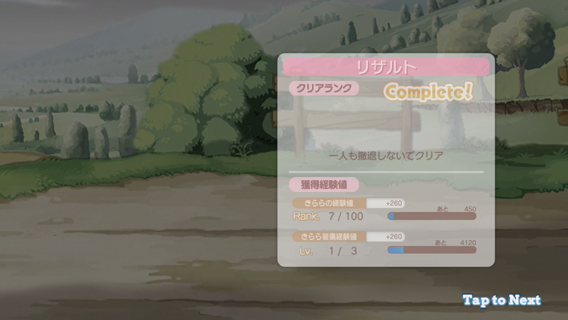 リザルト
クリアランク
Complete!
一人も撤退しないでクリア
獲得経験値
きららの経験値 +260 あと 450
Rank. 7 / 100
きらら装備経験値 +260 あと 4120
Lv. 1 / 3
Tap to Next